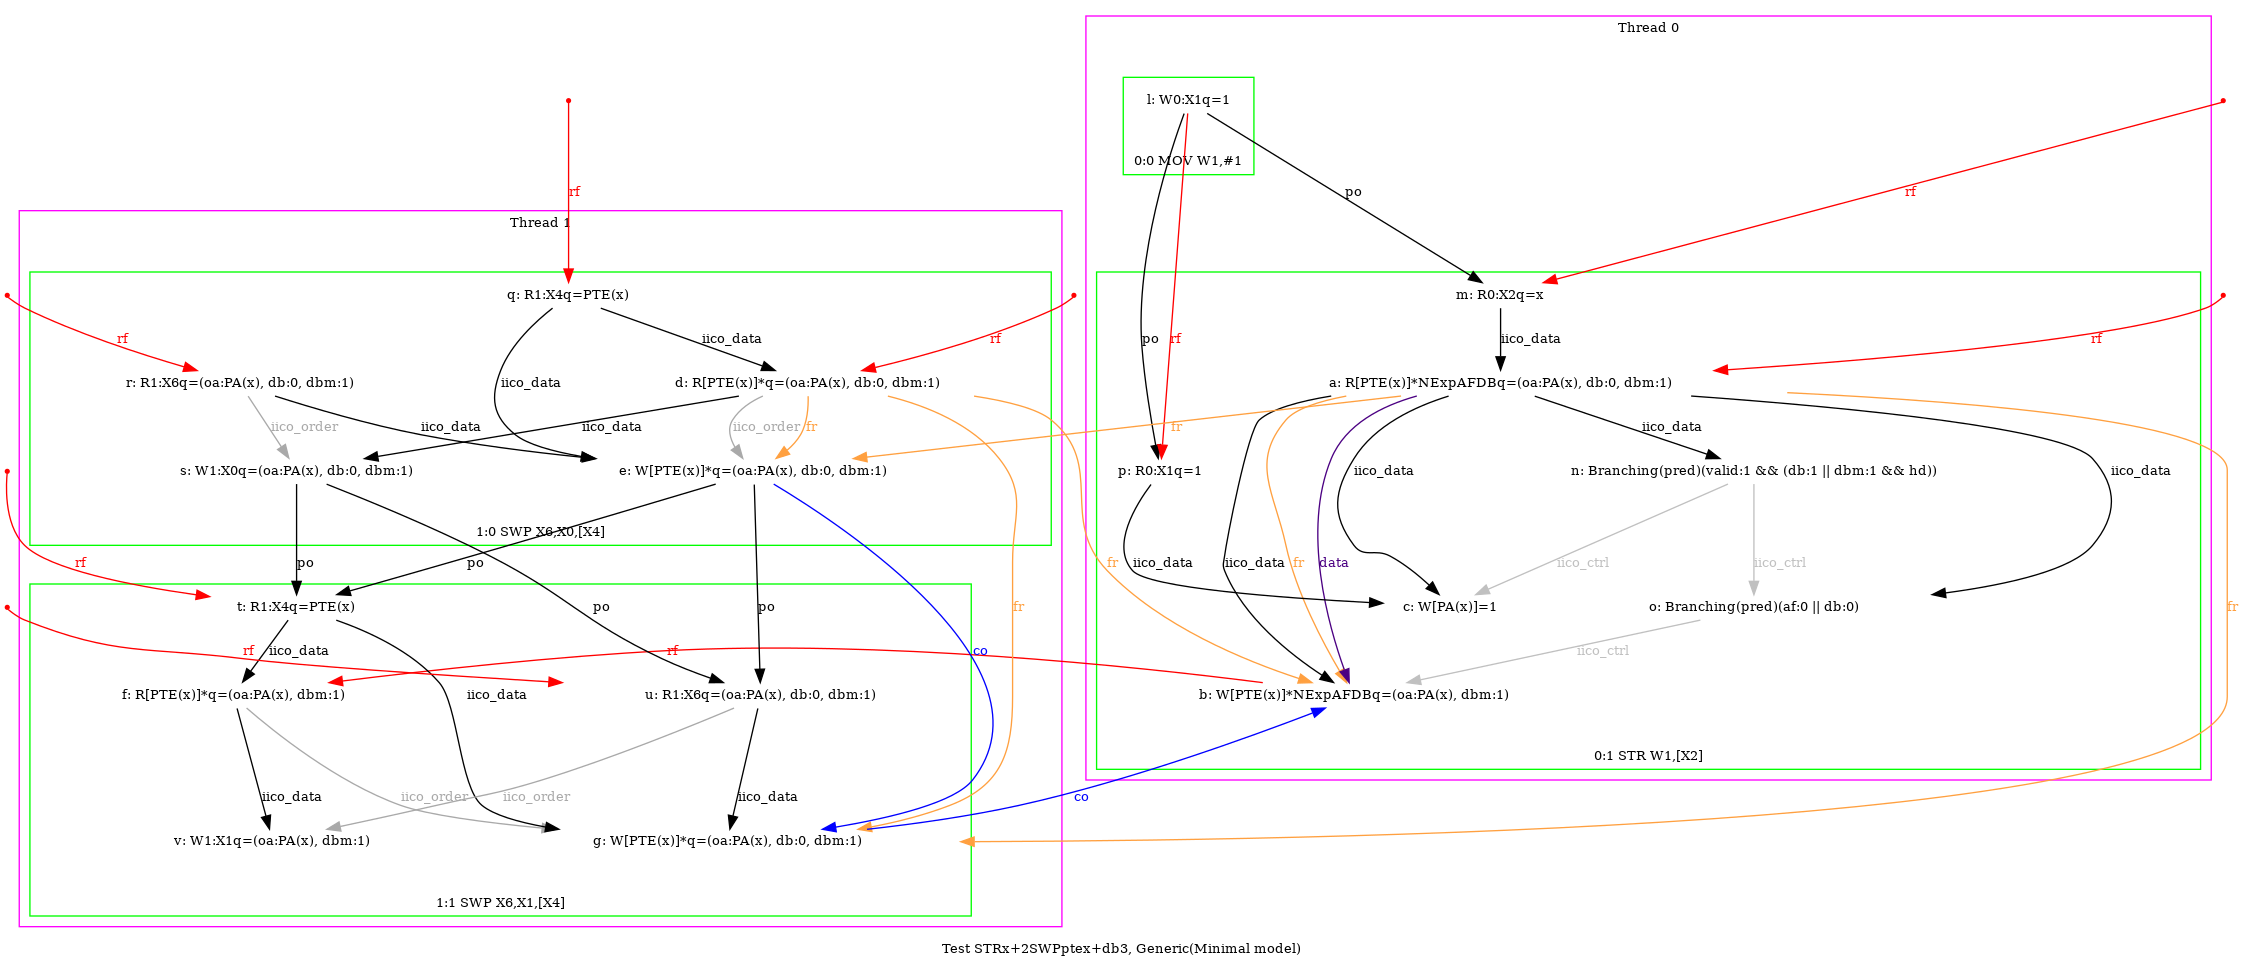 Thread 0
l: W0:X1q=1
0:0 MOV W1,#1
rf
po
rf
Thread 1
q: R1:X4q=PTE(x)
m: R0:X2q=x
rf
iico_data
rf
po
rf
iico_data
rf
r: R1:X6q=(oa:PA(x), db:0, dbm:1)
d: R[PTE(x)]*q=(oa:PA(x), db:0, dbm:1)
a: R[PTE(x)]*NExpAFDBq=(oa:PA(x), db:0, dbm:1)
iico_data
iico_order
iico_data
iico_data
iico_order
fr
fr
iico_data
s: W1:X0q=(oa:PA(x), db:0, dbm:1)
e: W[PTE(x)]*q=(oa:PA(x), db:0, dbm:1)
p: R0:X1q=1
iico_data
n: Branching(pred)(valid:1 && (db:1 || dbm:1 && hd))
iico_data
1:0 SWP X6,X0,[X4]
rf
po
po
fr
iico_data
iico_data
fr
data
iico_ctrl
iico_ctrl
t: R1:X4q=PTE(x)
po
po
fr
c: W[PA(x)]=1
o: Branching(pred)(af:0 || db:0)
fr
rf
iico_data
rf
co
iico_ctrl
f: R[PTE(x)]*q=(oa:PA(x), dbm:1)
iico_data
u: R1:X6q=(oa:PA(x), db:0, dbm:1)
b: W[PTE(x)]*NExpAFDBq=(oa:PA(x), dbm:1)
0:1 STR W1,[X2]
iico_data
iico_order
iico_order
iico_data
co
v: W1:X1q=(oa:PA(x), dbm:1)
g: W[PTE(x)]*q=(oa:PA(x), db:0, dbm:1)
1:1 SWP X6,X1,[X4]
Test STRx+2SWPptex+db3, Generic(Minimal model)